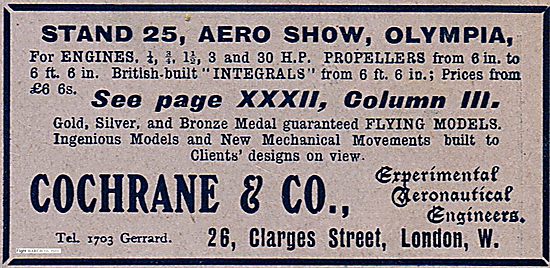 STAND 25, AERO SHOW, OLYMPIA,
For ENGINES, ¼, ¾, 1½, 3 and 30 H.P. PROPELLERS from 6 in. to
6 ft. 6 in. British-built "INTEGRALS" from 6 ft. 6 in.; Prices from
£6 6s.
See page XXXII, Column III.
Gold, Silver, and Bronze Medal guaranteed FLYING MODELS.
Ingenious Models and New Mechanical Movements built to
Clients' designs on view.
COCHRANE & CO.,
Experimental
Aeronautical
Engineers.
Tel. 1703 Gerrard.
26, Clarges Street, London, W.